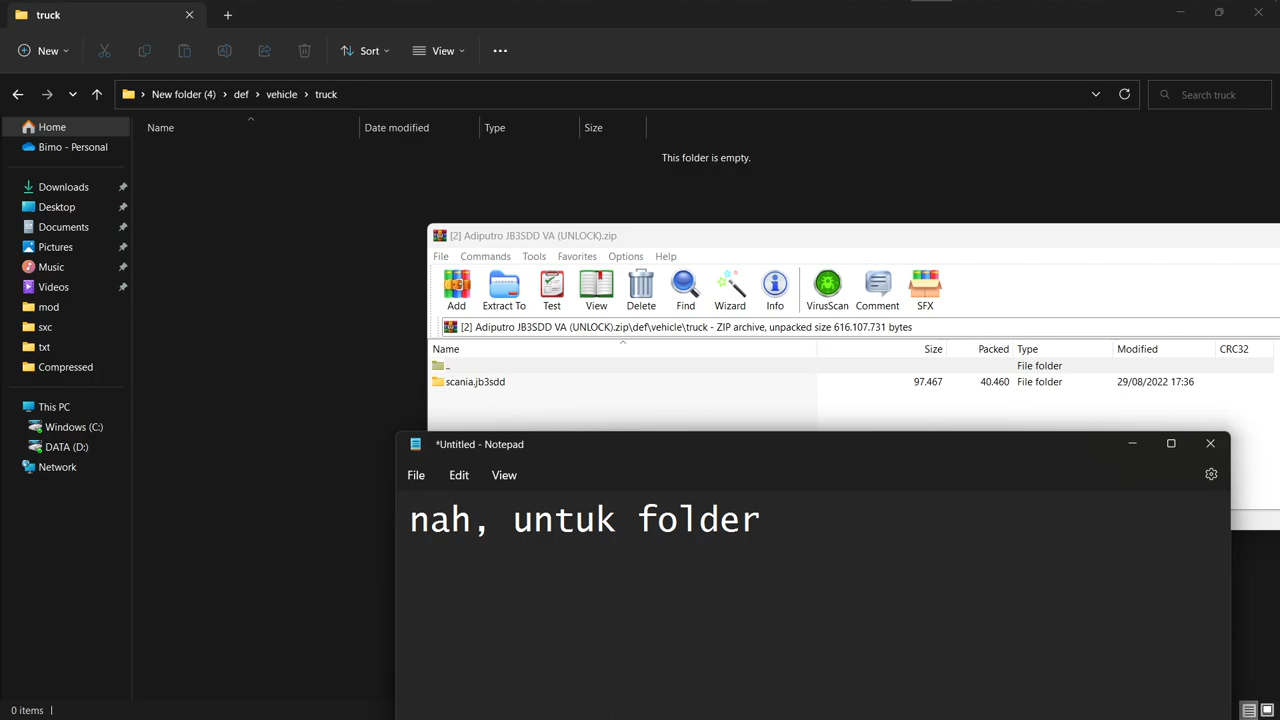 truck
New
Sort
View
New folder (4) > def > vehicle > truck
Search truck
Name
Date modified
Type
Size
This folder is empty.
Home
Bimo - Personal
Downloads
Desktop
Documents
Pictures
Music
Videos
mod
sxc
txt
Compressed
This PC
Windows (C:)
DATA (D:)
Network
0 items
[2] Adiputro JB3SDD VA (UNLOCK).zip
File Commands Tools Favorites Options Help
Add Extract To Test View Delete Find Wizard Info VirusScan Comment SFX
[2] Adiputro JB3SDD VA (UNLOCK).zip\def\vehicle\truck - ZIP archive, unpacked size 616.107.731 bytes
Name Size Packed Type Modified CRC32
.. File folder
scania.jb3sdd 97.467 40.460 File folder 29/08/2022 17:36
*Untitled - Notepad
File Edit View
nah, untuk folder